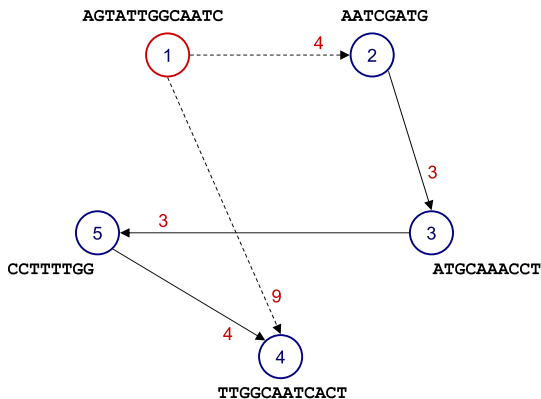 AGTATTGGCAATC AATCGATG
1 4 2
3
5 3 3
CCTTTTGG ATGCAAACCT
9
4
4
TTGGCAATCACT